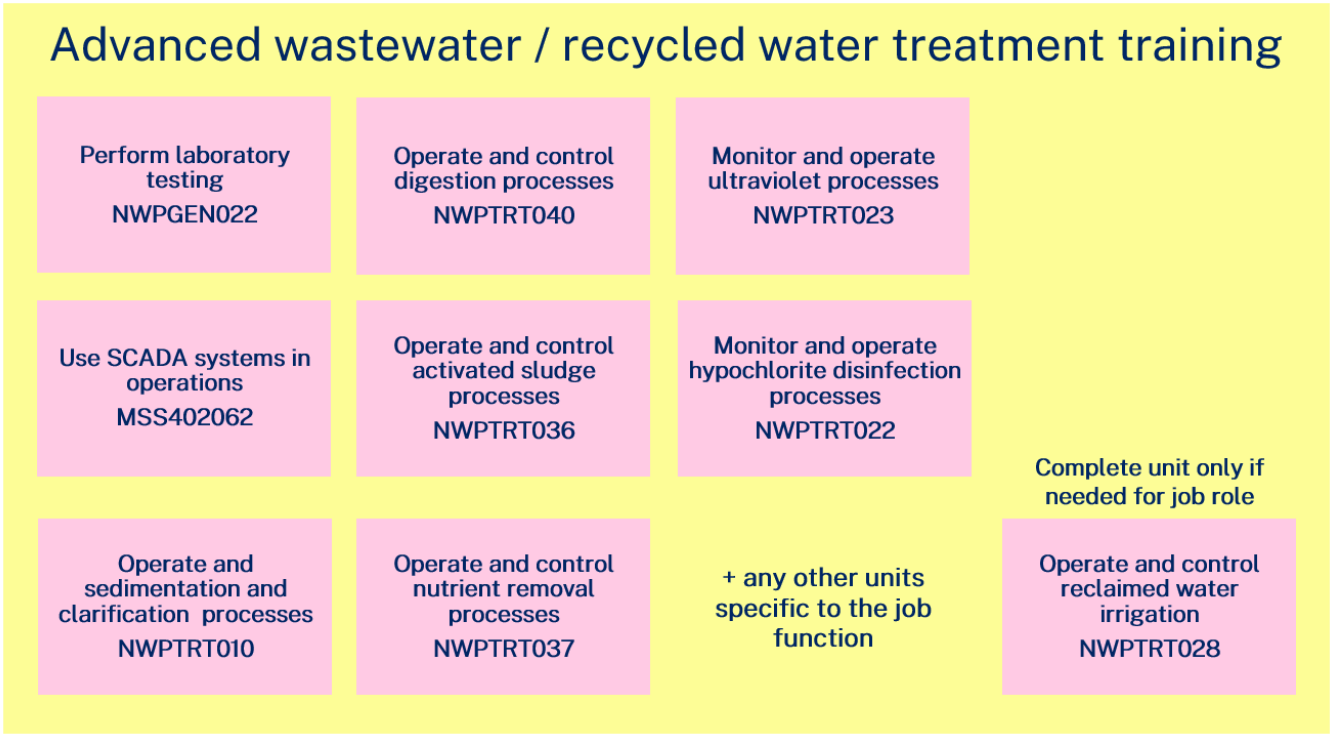 Advanced wastewater / recycled water treatment training
Perform laboratory
testing
NWPGEN022
Operate and control
digestion processes
NWPTRT040
Monitor and operate
ultraviolet processes
NWPTRT023
Use SCADA systems in
operations
MSS402062
Operate and control
activated sludge
processes
NWPTRT036
Monitor and operate
hypochlorite disinfection
processes
NWPTRT022
Operate and
sedimentation and
clarification processes
NWPTRT010
Operate and control
nutrient removal
processes
NWPTRT037
+ any other units
specific to the job
function
Complete unit only if
needed for job role
Operate and control
reclaimed water
irrigation
NWPTRT028